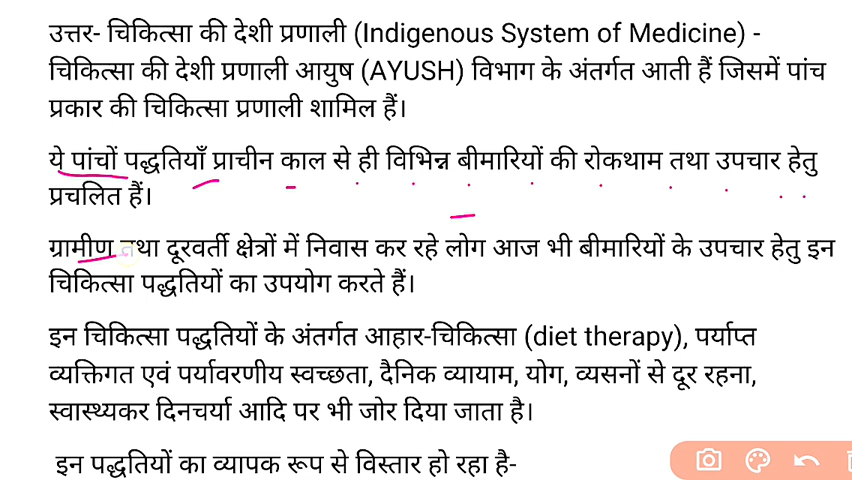 उत्तर- चिकित्सा की देशी प्रणाली (Indigenous System of Medicine) -
चिकित्सा की देशी प्रणाली आयुष (AYUSH) विभाग के अंतर्गत आती हैं जिसमें पांच
प्रकार की चिकित्सा प्रणाली शामिल हैं।
ये पांचों पद्धतियाँ प्राचीन काल से ही विभिन्न बीमारियों की रोकथाम तथा उपचार हेतु
प्रचलित हैं।
ग्रामीण तथा दूरवर्ती क्षेत्रों में निवास कर रहे लोग आज भी बीमारियों के उपचार हेतु इन
चिकित्सा पद्धतियों का उपयोग करते हैं।
इन चिकित्सा पद्धतियों के अंतर्गत आहार-चिकित्सा (diet therapy), पर्याप्त
व्यक्तिगत एवं पर्यावरणीय स्वच्छता, दैनिक व्यायाम, योग, व्यसनों से दूर रहना,
स्वास्थ्यकर दिनचर्या आदि पर भी जोर दिया जाता है।
इन पद्धतियों का व्यापक रूप से विस्तार हो रहा है-